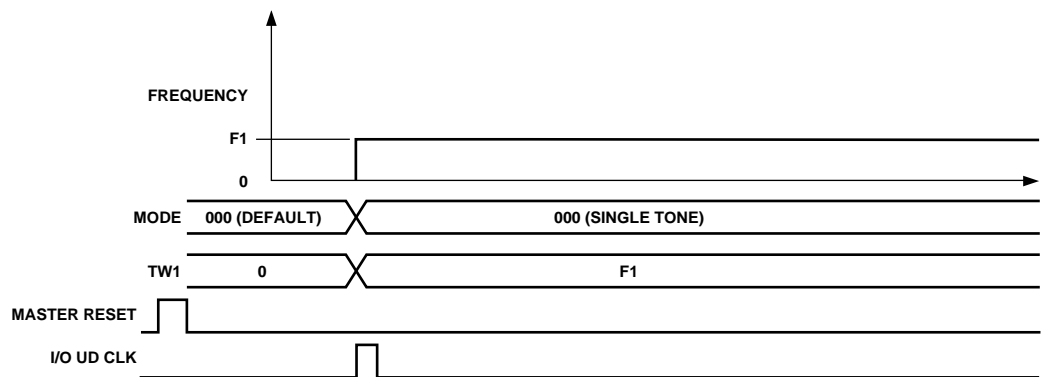 FREQUENCY
F1
0
MODE 000 (DEFAULT) 000 (SINGLE TONE)
TW1 0 F1
MASTER RESET
I/O UD CLK